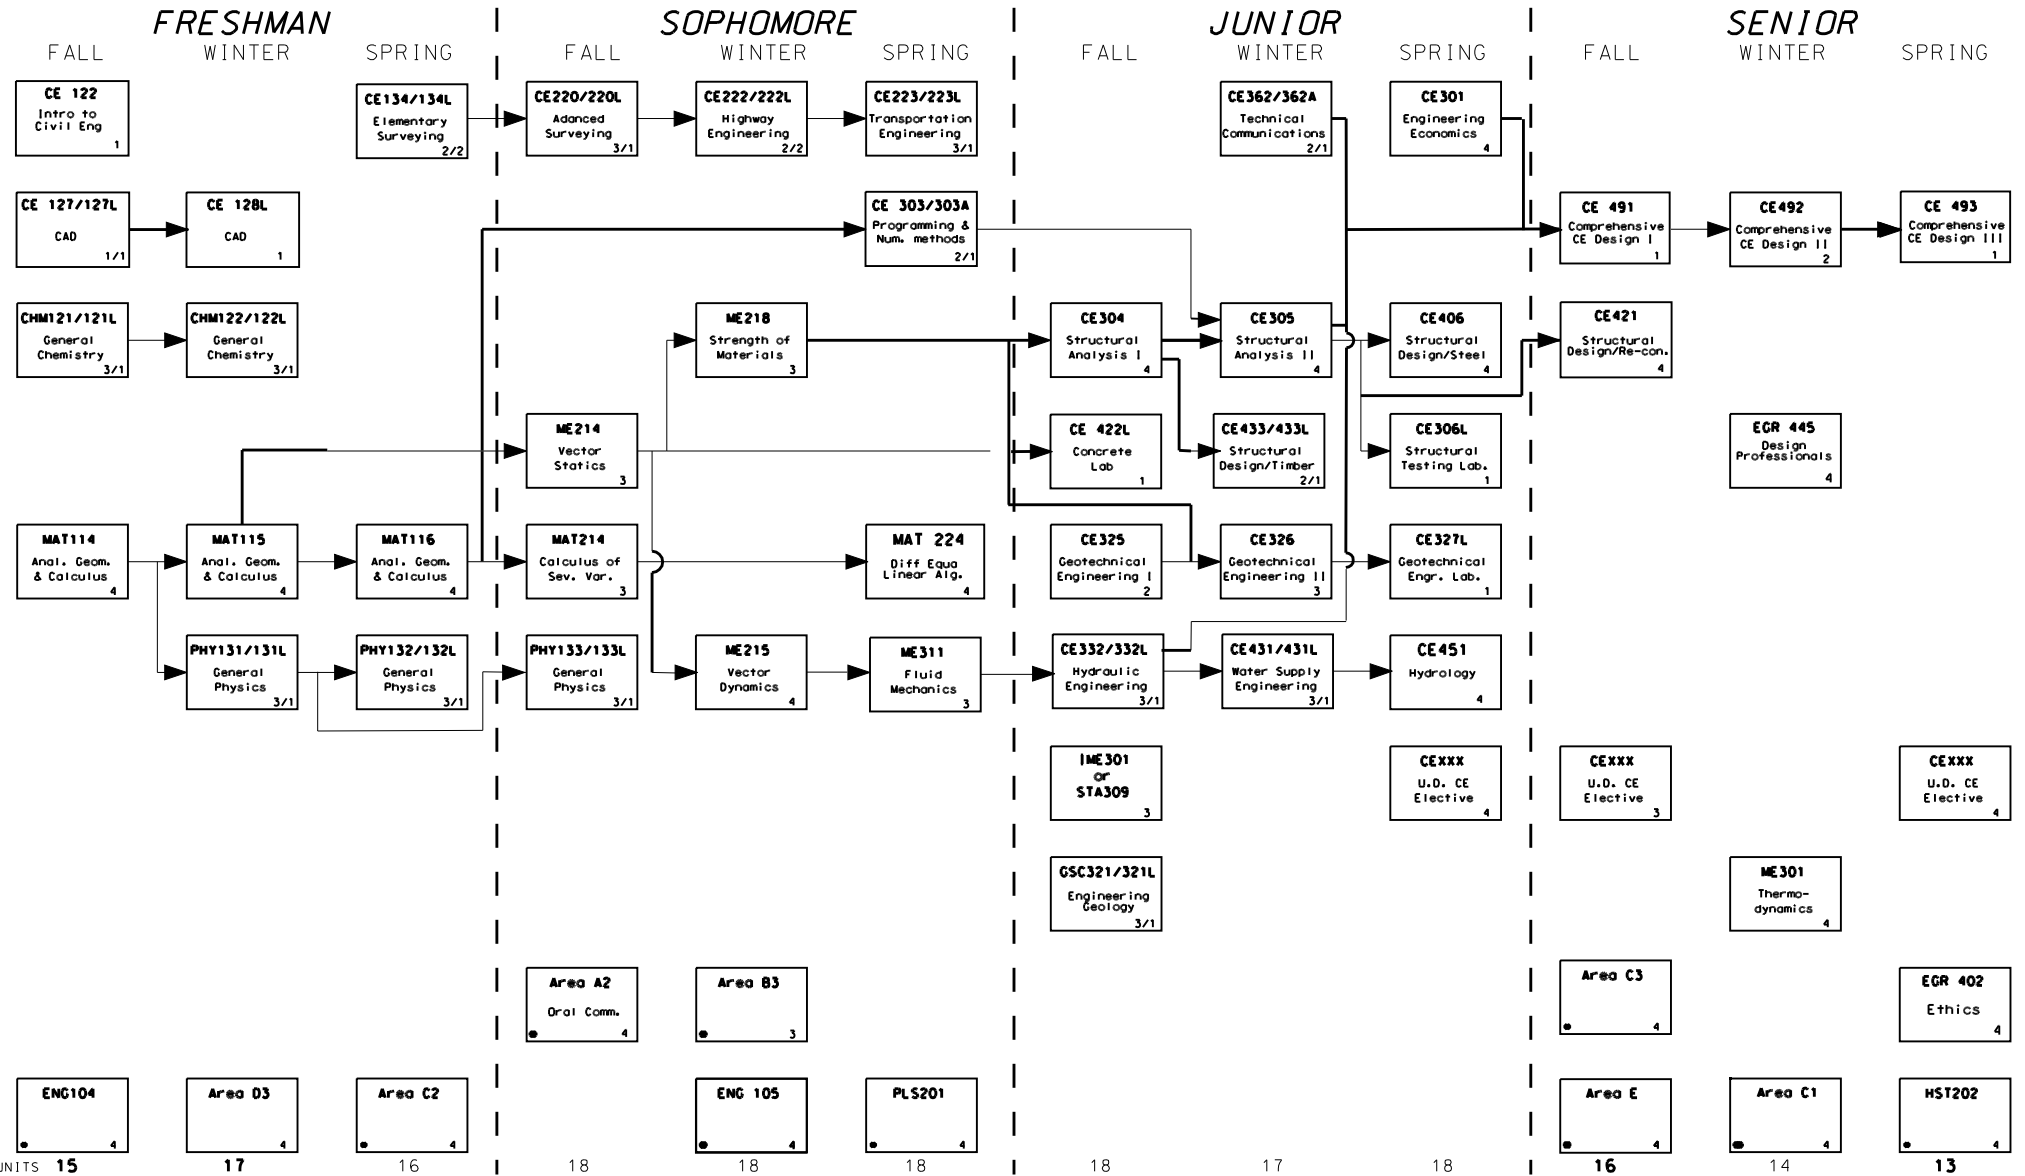 FRESHMAN
SOPHOMORE
JUNIOR
SENIOR
FALL
WINTER
SPRING
FALL
WINTER
SPRING
FALL
WINTER
SPRING
FALL
WINTER
SPRING
CE 122
Intro to
Civil Eng
1
CE134/134L
Elementary
Surveying
2/2
CE220/220L
Adanced
Surveying
3/1
CE222/222L
Highway
Engineering
2/2
CE223/223L
Transportation
Engineering
3/1
CE362/362A
Technical
Communications
2/1
CE301
Engineering
Economics
4
CE 127/127L
CAD
1/1
CE 128L
CAD
1
CE 303/303A
Programming &
Num. methods
2/1
CE 491
Comprehensive
CE Design I
1
CE492
Comprehensive
CE Design II
2
CE 493
Comprehensive
CE Design III
1
CHM121/121L
General
Chemistry
3/1
CHM122/122L
General
Chemistry
3/1
ME218
Strength of
Materials
3
CE304
Structural
Analysis I
4
CE305
Structural
Analysis II
4
CE406
Structural
Design/Steel
4
CE421
Structural
Design/Re-con.
4
ME214
Vector
Statics
3
CE 422L
Concrete
Lab
1
CE433/433L
Structural
Design/Timber
2/1
CE306L
Structural
Testing Lab.
1
EGR 445
Design
Professionals
4
MAT114
Anal. Geom.
& Calculus
4
MAT115
Anal. Geom.
& Calculus
4
MAT116
Anal. Geom.
& Calculus
4
MAT214
Calculus of
Sev. Var.
3
MAT 224
Diff Equa
Linear Alg.
4
CE325
Geotechnical
Engineering I
2
CE326
Geotechnical
Engineering II
3
CE327L
Geotechnical
Engr. Lab.
1
PHY131/131L
General
Physics
3/1
PHY132/132L
General
Physics
3/1
PHY133/133L
General
Physics
3/1
ME215
Vector
Dynamics
4
ME311
Fluid
Mechanics
3
CE332/332L
Hydraulic
Engineering
3/1
CE431/431L
Water Supply
Engineering
3/1
CE451
Hydrology
4
IME301
or
STA309
3
CEXXX
U.D. CE
Elective
4
CEXXX
U.D. CE
Elective
3
CEXXX
U.D. CE
Elective
4
GSC321/321L
Engineering
Geology
3/1
ME301
Thermo-
dynamics
4
Area A2
Oral Comm.
4
Area B3
3
Area C3
4
EGR 402
Ethics
4
ENG104
4
Area D3
4
Area C2
4
ENG 105
4
PLS201
4
Area E
4
Area C1
4
HST202
4
UNITS 15
17
16
18
18
18
18
17
18
16
14
13